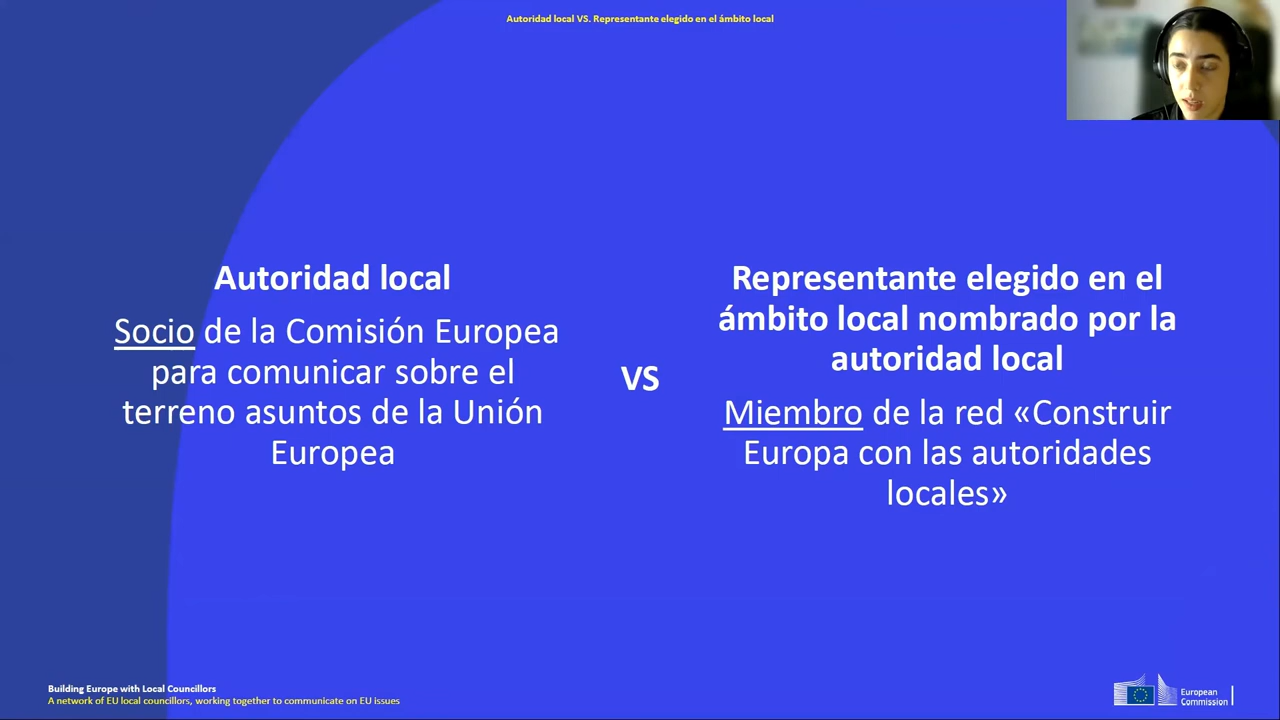 Autoridad local VS. Representante elegido en el ámbito local
Autoridad local
Socio de la Comisión Europea
para comunicar sobre el
terreno asuntos de la Unión
Europea
VS
Representante elegido en el
ámbito local nombrado por la
autoridad local
Miembro de la red «Construir
Europa con las autoridades
locales»
Building Europe with Local Councillors
A network of EU local councillors, working together to communicate on EU issues
European
Commission